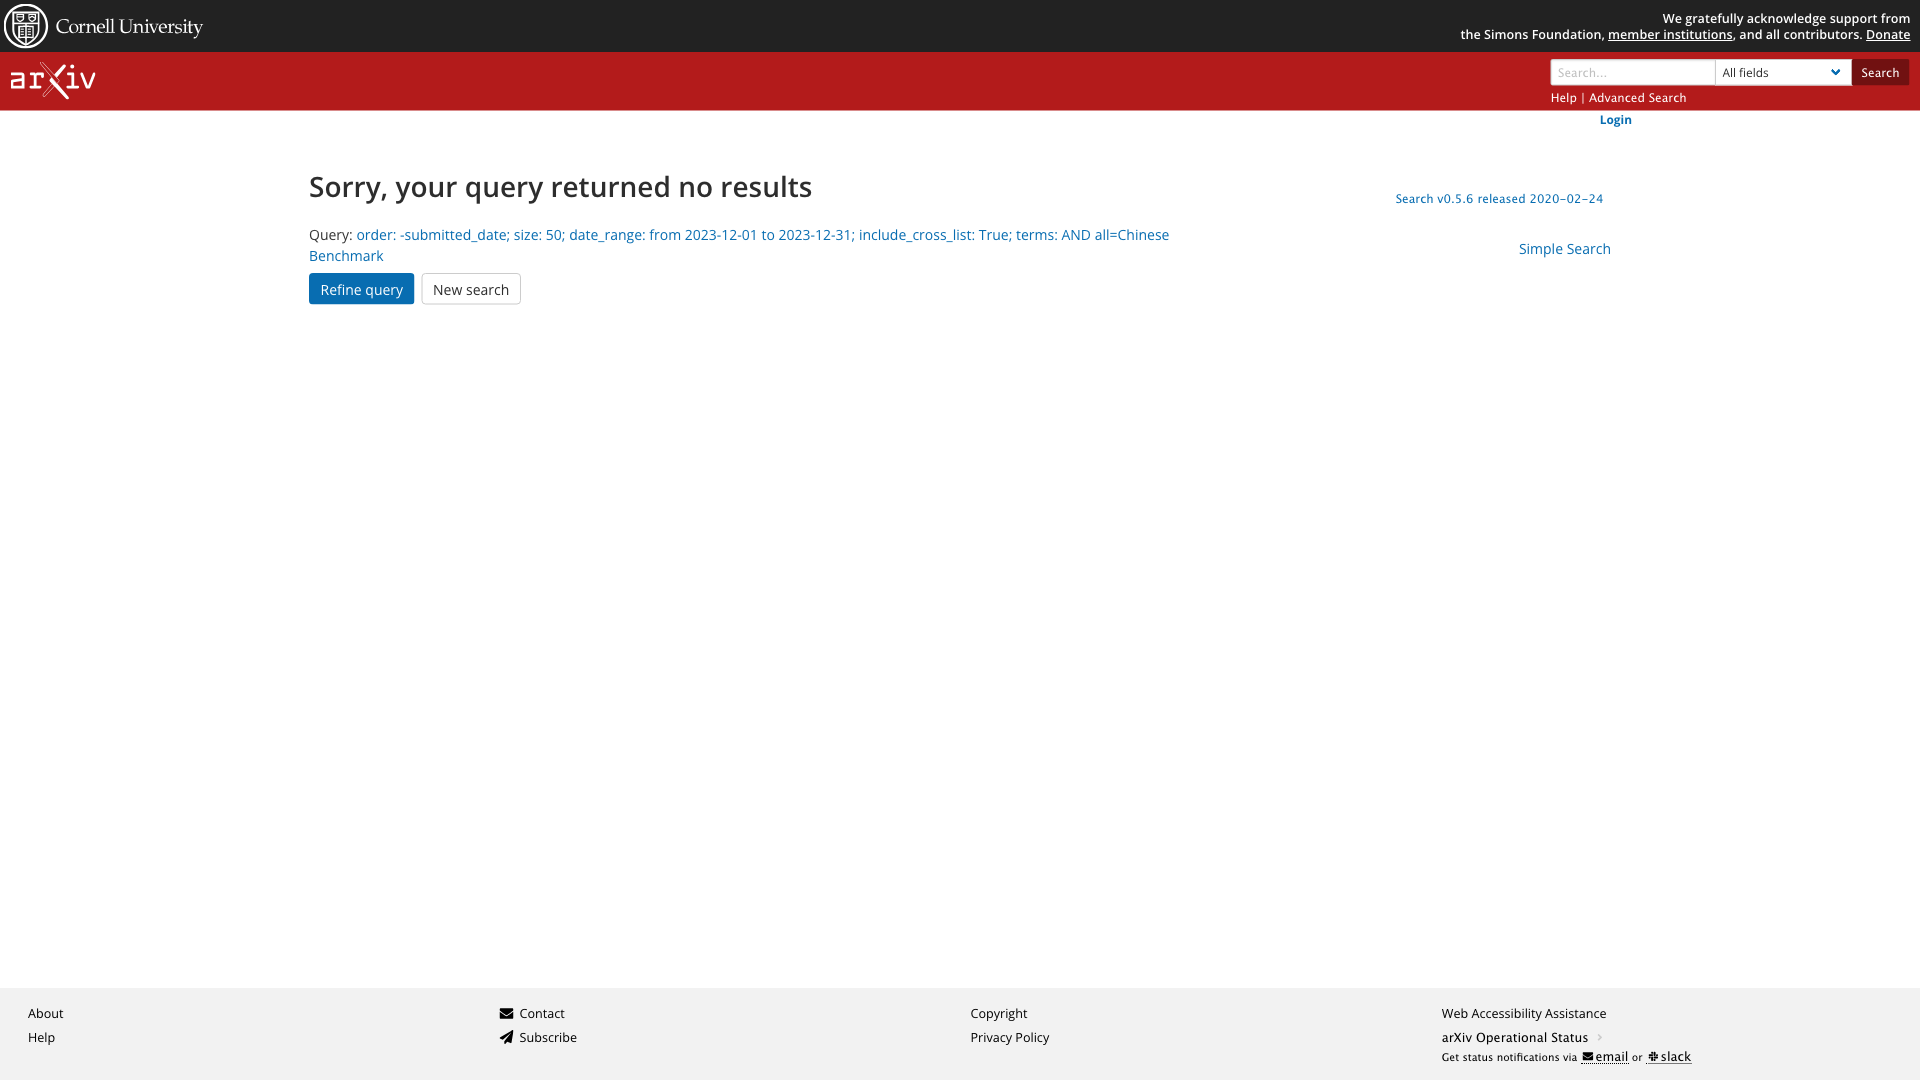 Cornell University
We gratefully acknowledge support from
the Simons Foundation, member institutions, and all contributors. Donate
arXiv
Search...
All fields
Search
Help | Advanced Search
Login
Sorry, your query returned no results
Search v0.5.6 released 2020-02-24
Query: order: -submitted_date; size: 50; date_range: from 2023-12-01 to 2023-12-31; include_cross_list: True; terms: AND all=Chinese
Benchmark
Simple Search
Refine query
New search
About
Help
Contact
Subscribe
Copyright
Privacy Policy
Web Accessibility Assistance
arXiv Operational Status
Get status notifications via email or slack